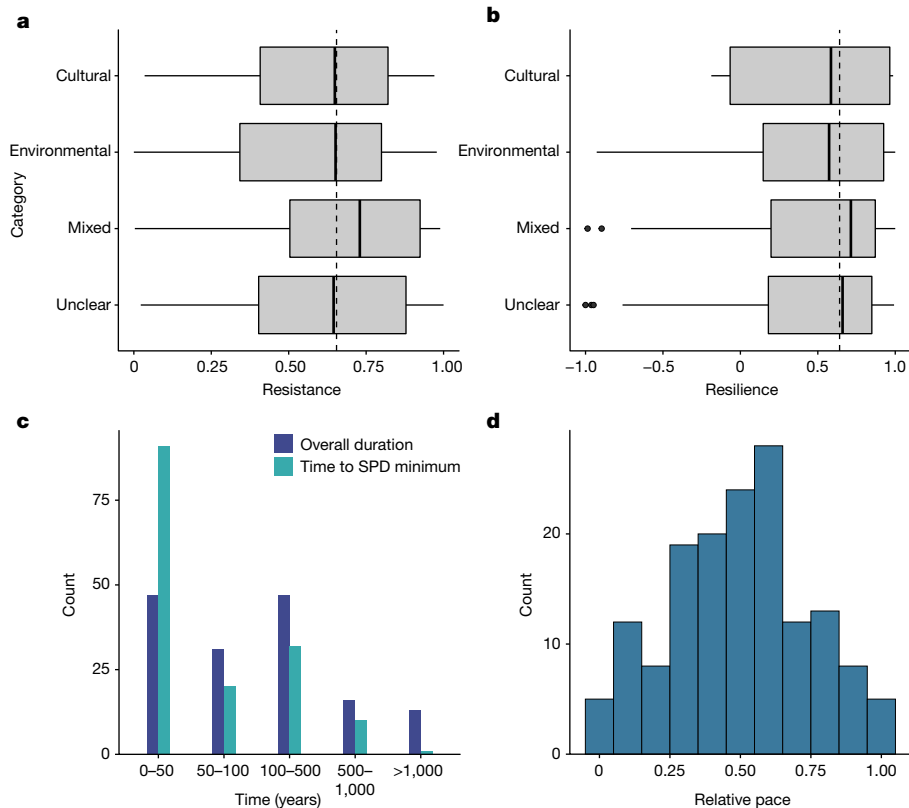 a
Category
Cultural
Environmental
Mixed
Unclear
0 0.25 0.50 0.75 1.00
Resistance
b
Cultural
Environmental
Mixed
Unclear
−1.0 −0.5 0 0.5 1.0
Resilience
c
Overall duration
Time to SPD minimum
Count
75
50
25
0
0–50 50–100 100–500 500–1,000 >1,000
Time (years)
d
Count
20
10
0
0 0.25 0.50 0.75 1.00
Relative pace